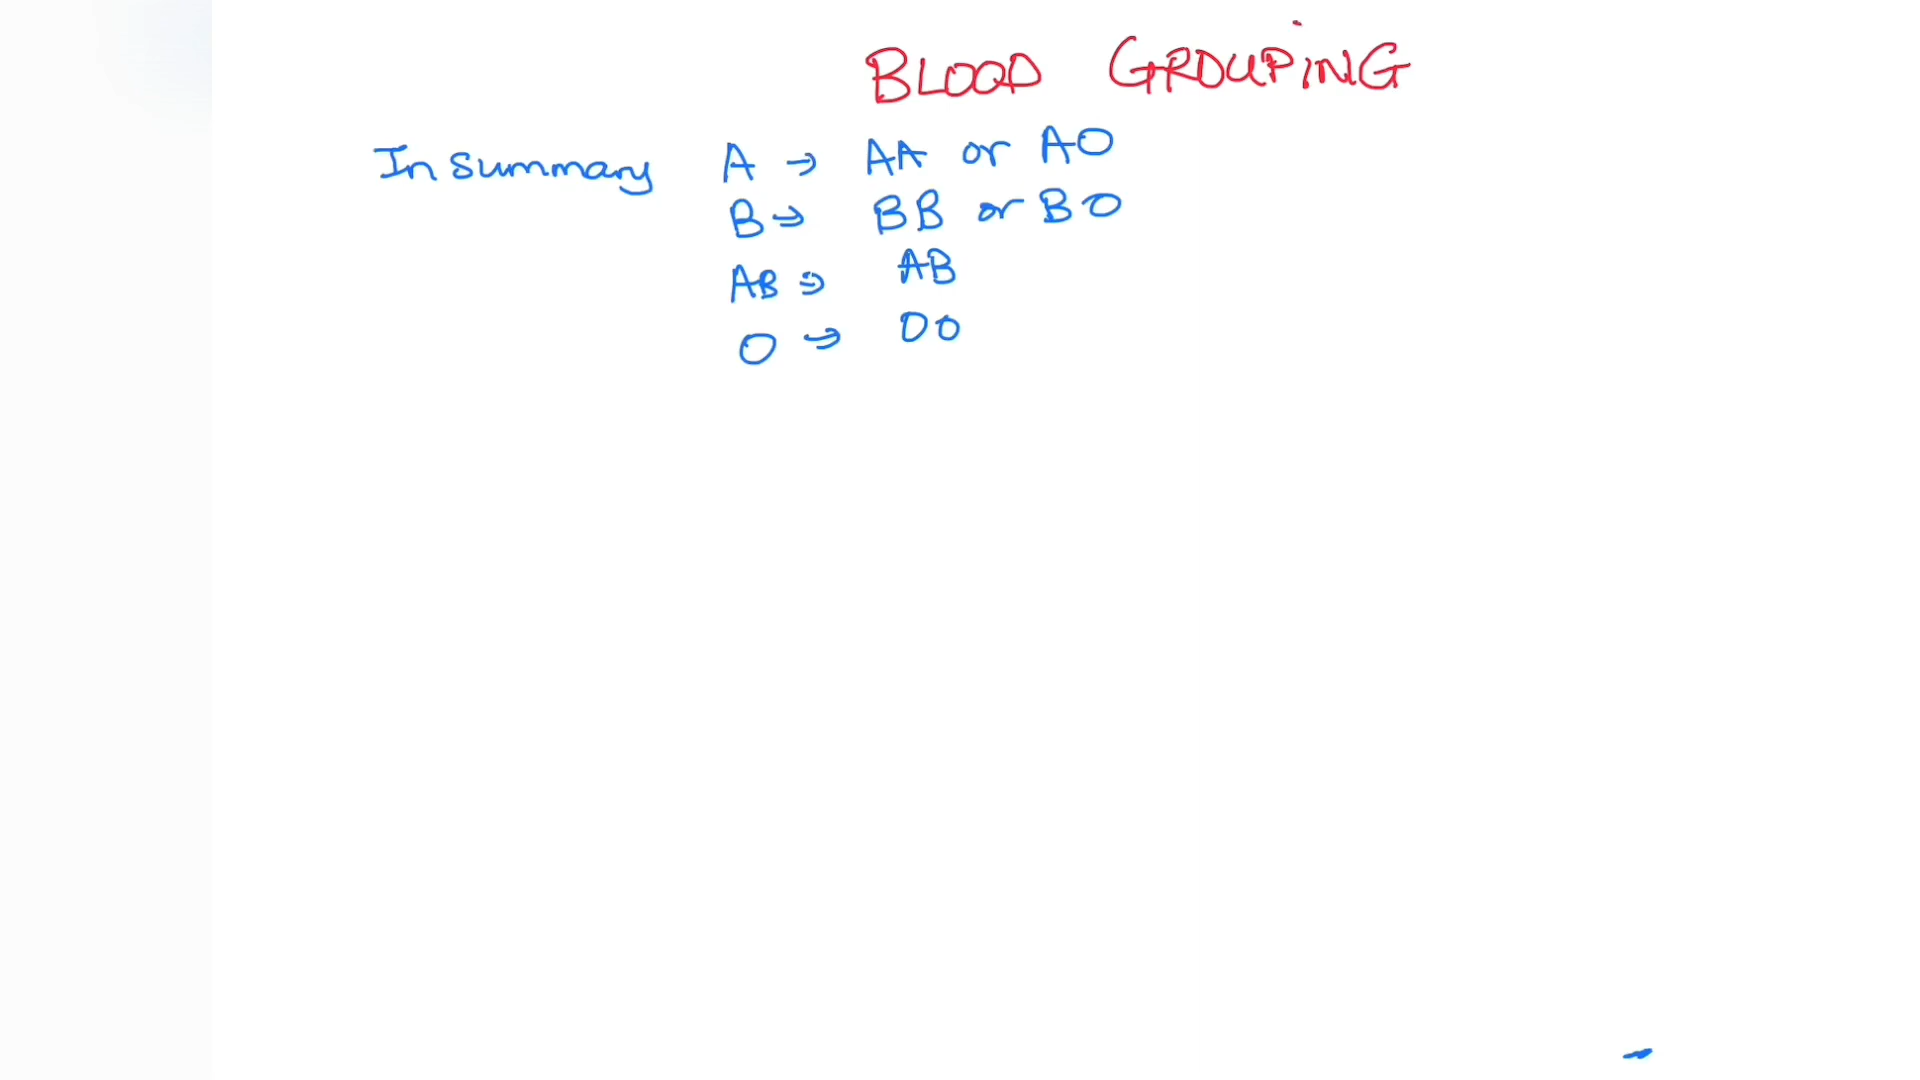 BLOOD GROUPING
In summary A → AA or AO
B → BB or BO
AB → AB
O → OO